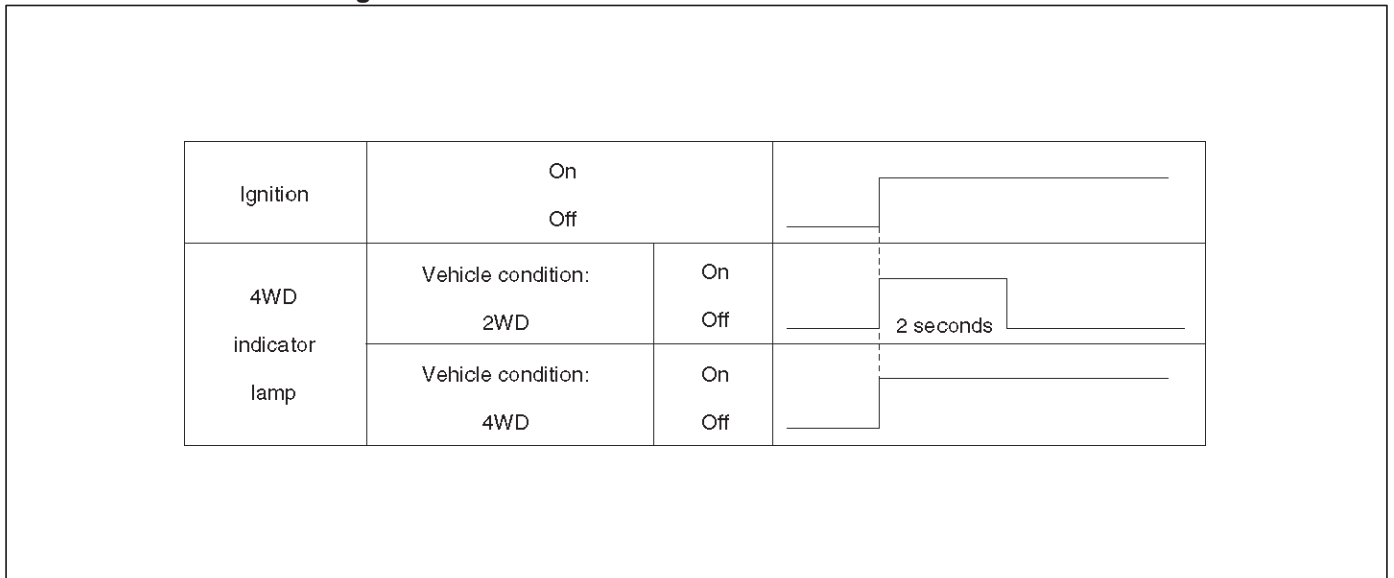 Ignition
On
Off
4WD
indicator
lamp
Vehicle condition:
2WD
On
Off
2 seconds
Vehicle condition:
4WD
On
Off